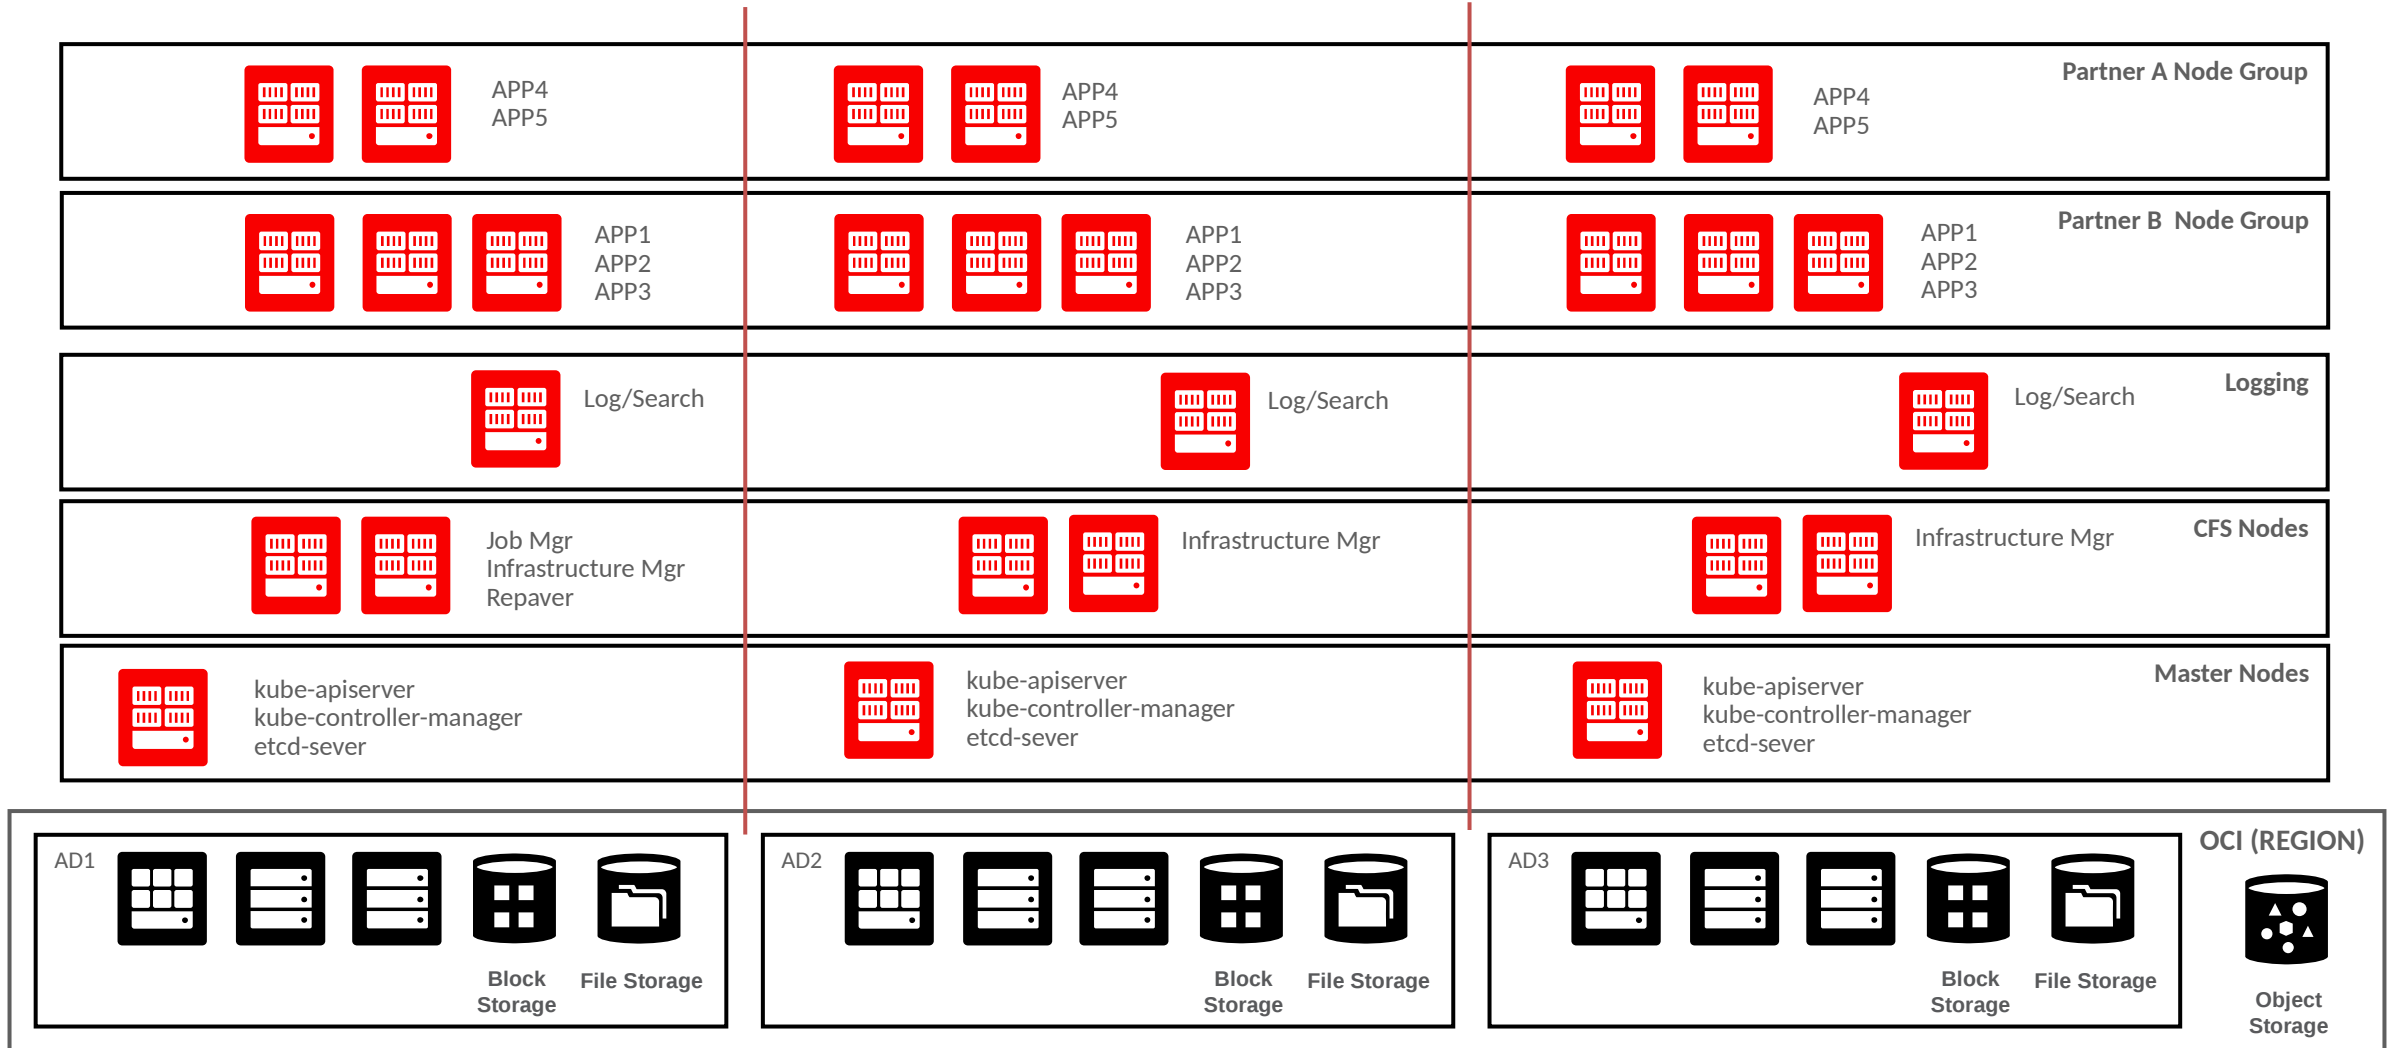 Partner A Node Group
APP4
APP5
APP4
APP5
APP4
APP5
Partner B  Node Group
APP1
APP2
APP3
APP1
APP2
APP3
APP1
APP2
APP3
Logging
Log/Search
Log/Search
Log/Search
CFS Nodes
Job Mgr
Infrastructure Mgr
Repaver
Infrastructure Mgr
Infrastructure Mgr
Master Nodes
kube-apiserver
kube-controller-manager
etcd-sever
kube-apiserver
kube-controller-manager
etcd-sever
kube-apiserver
kube-controller-manager
etcd-sever
OCI (REGION)
AD1
Block
Storage
File Storage
AD2
Block
Storage
File Storage
AD3
Block
Storage
File Storage
Object
Storage